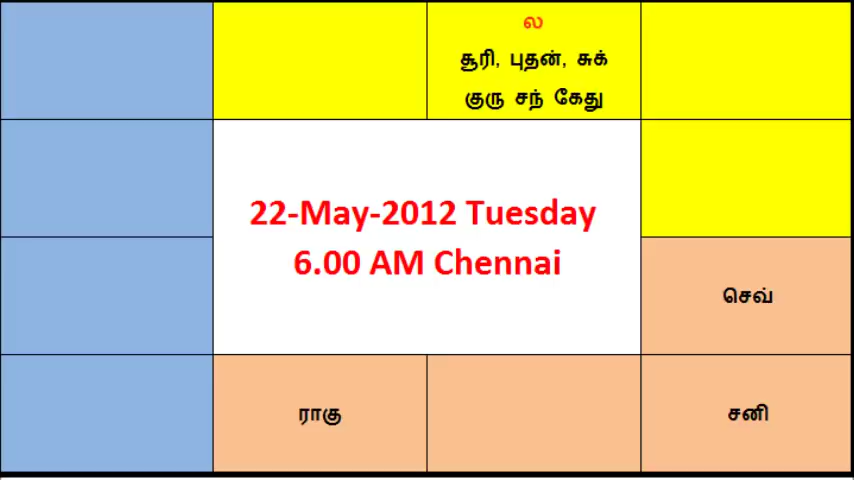 ல
சூரி, புதன், சுக்
குரு சந் கேது
22-May-2012 Tuesday
6.00 AM Chennai
செவ்
ராகு
சனி